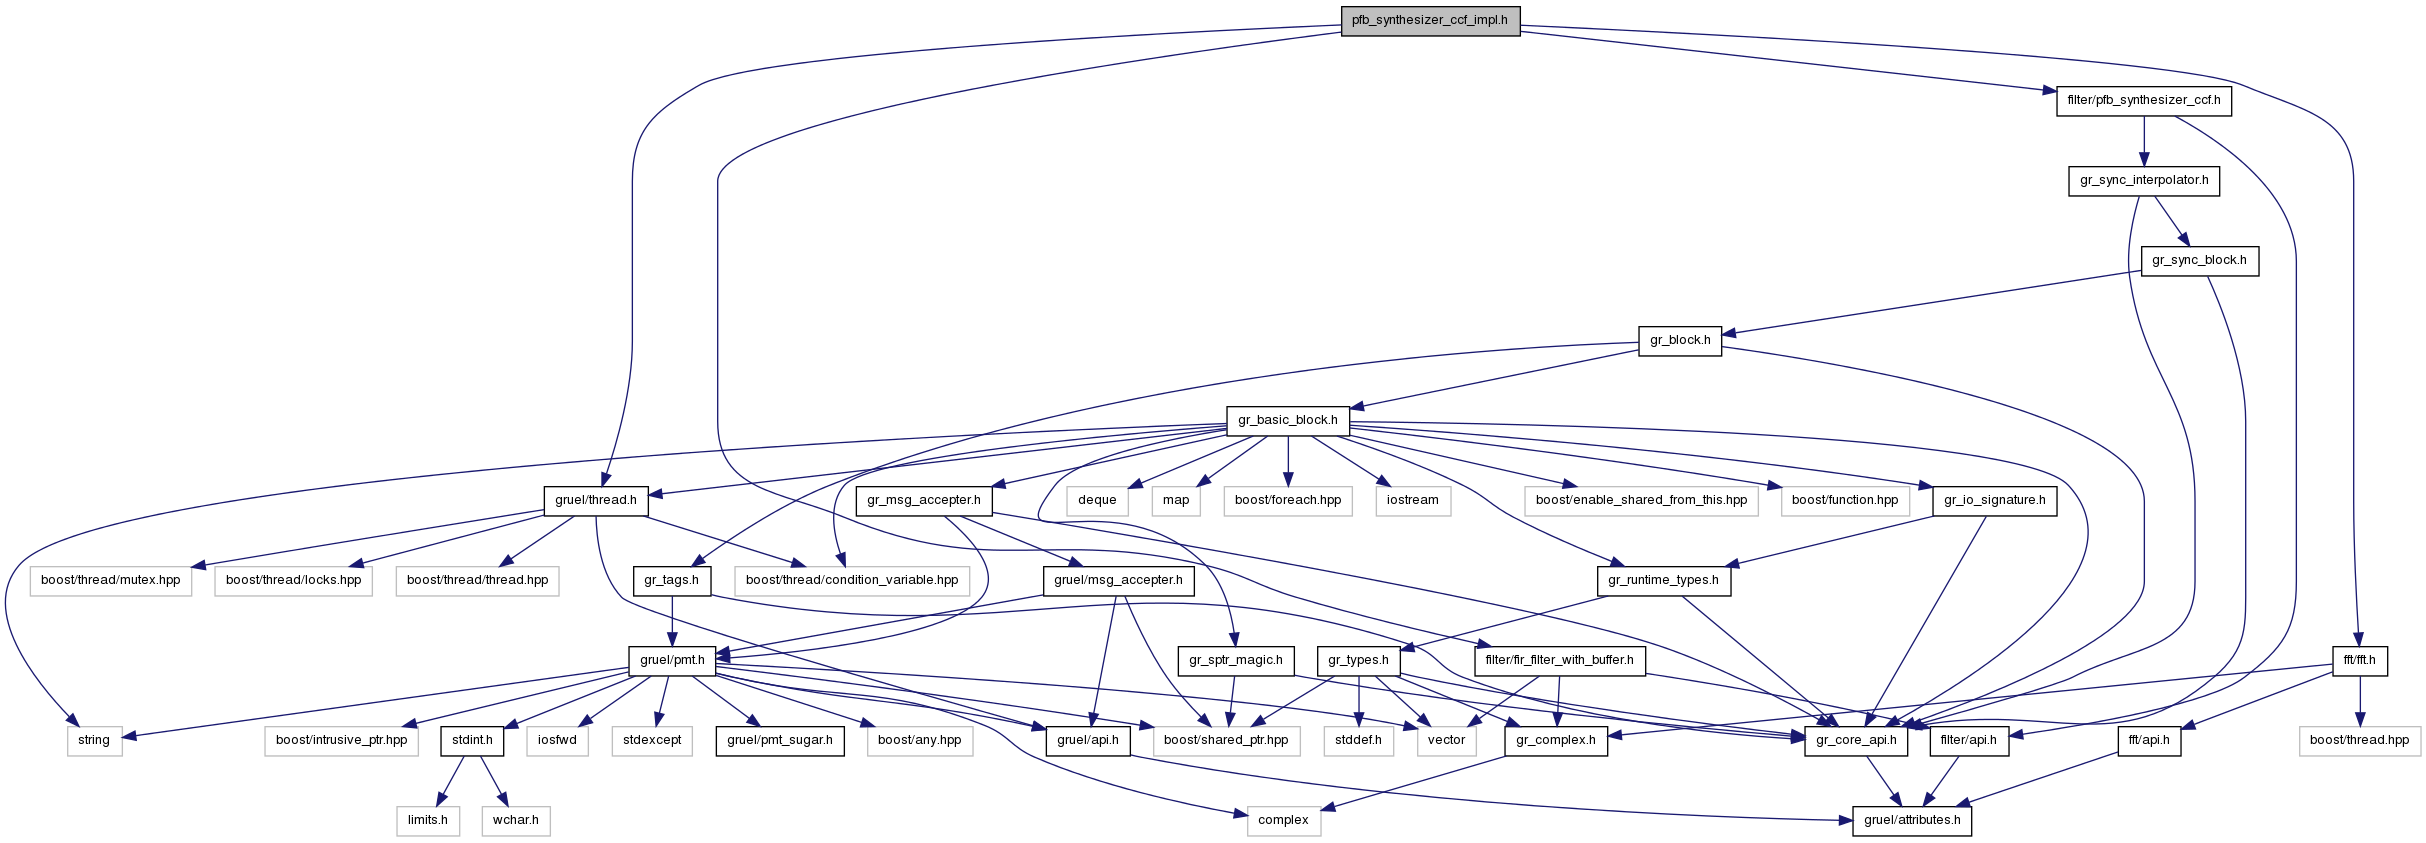 pfb_synthesizer_ccf_impl.h
filter/pfb_synthesizer_ccf.h
gr_sync_interpolator.h
gr_sync_block.h
gr_block.h
gr_basic_block.h
gruel/thread.h
gr_msg_accepter.h
deque
map
boost/foreach.hpp
iostream
boost/enable_shared_from_this.hpp
boost/function.hpp
gr_io_signature.h
boost/thread/mutex.hpp
boost/thread/locks.hpp
boost/thread/thread.hpp
gr_tags.h
boost/thread/condition_variable.hpp
gruel/msg_accepter.h
gr_runtime_types.h
gruel/pmt.h
gr_sptr_magic.h
gr_types.h
filter/fir_filter_with_buffer.h
fft/fft.h
string
boost/intrusive_ptr.hpp
stdint.h
iosfwd
stdexcept
gruel/pmt_sugar.h
boost/any.hpp
gruel/api.h
boost/shared_ptr.hpp
stddef.h
vector
gr_complex.h
gr_core_api.h
filter/api.h
fft/api.h
boost/thread.hpp
limits.h
wchar.h
complex
gruel/attributes.h